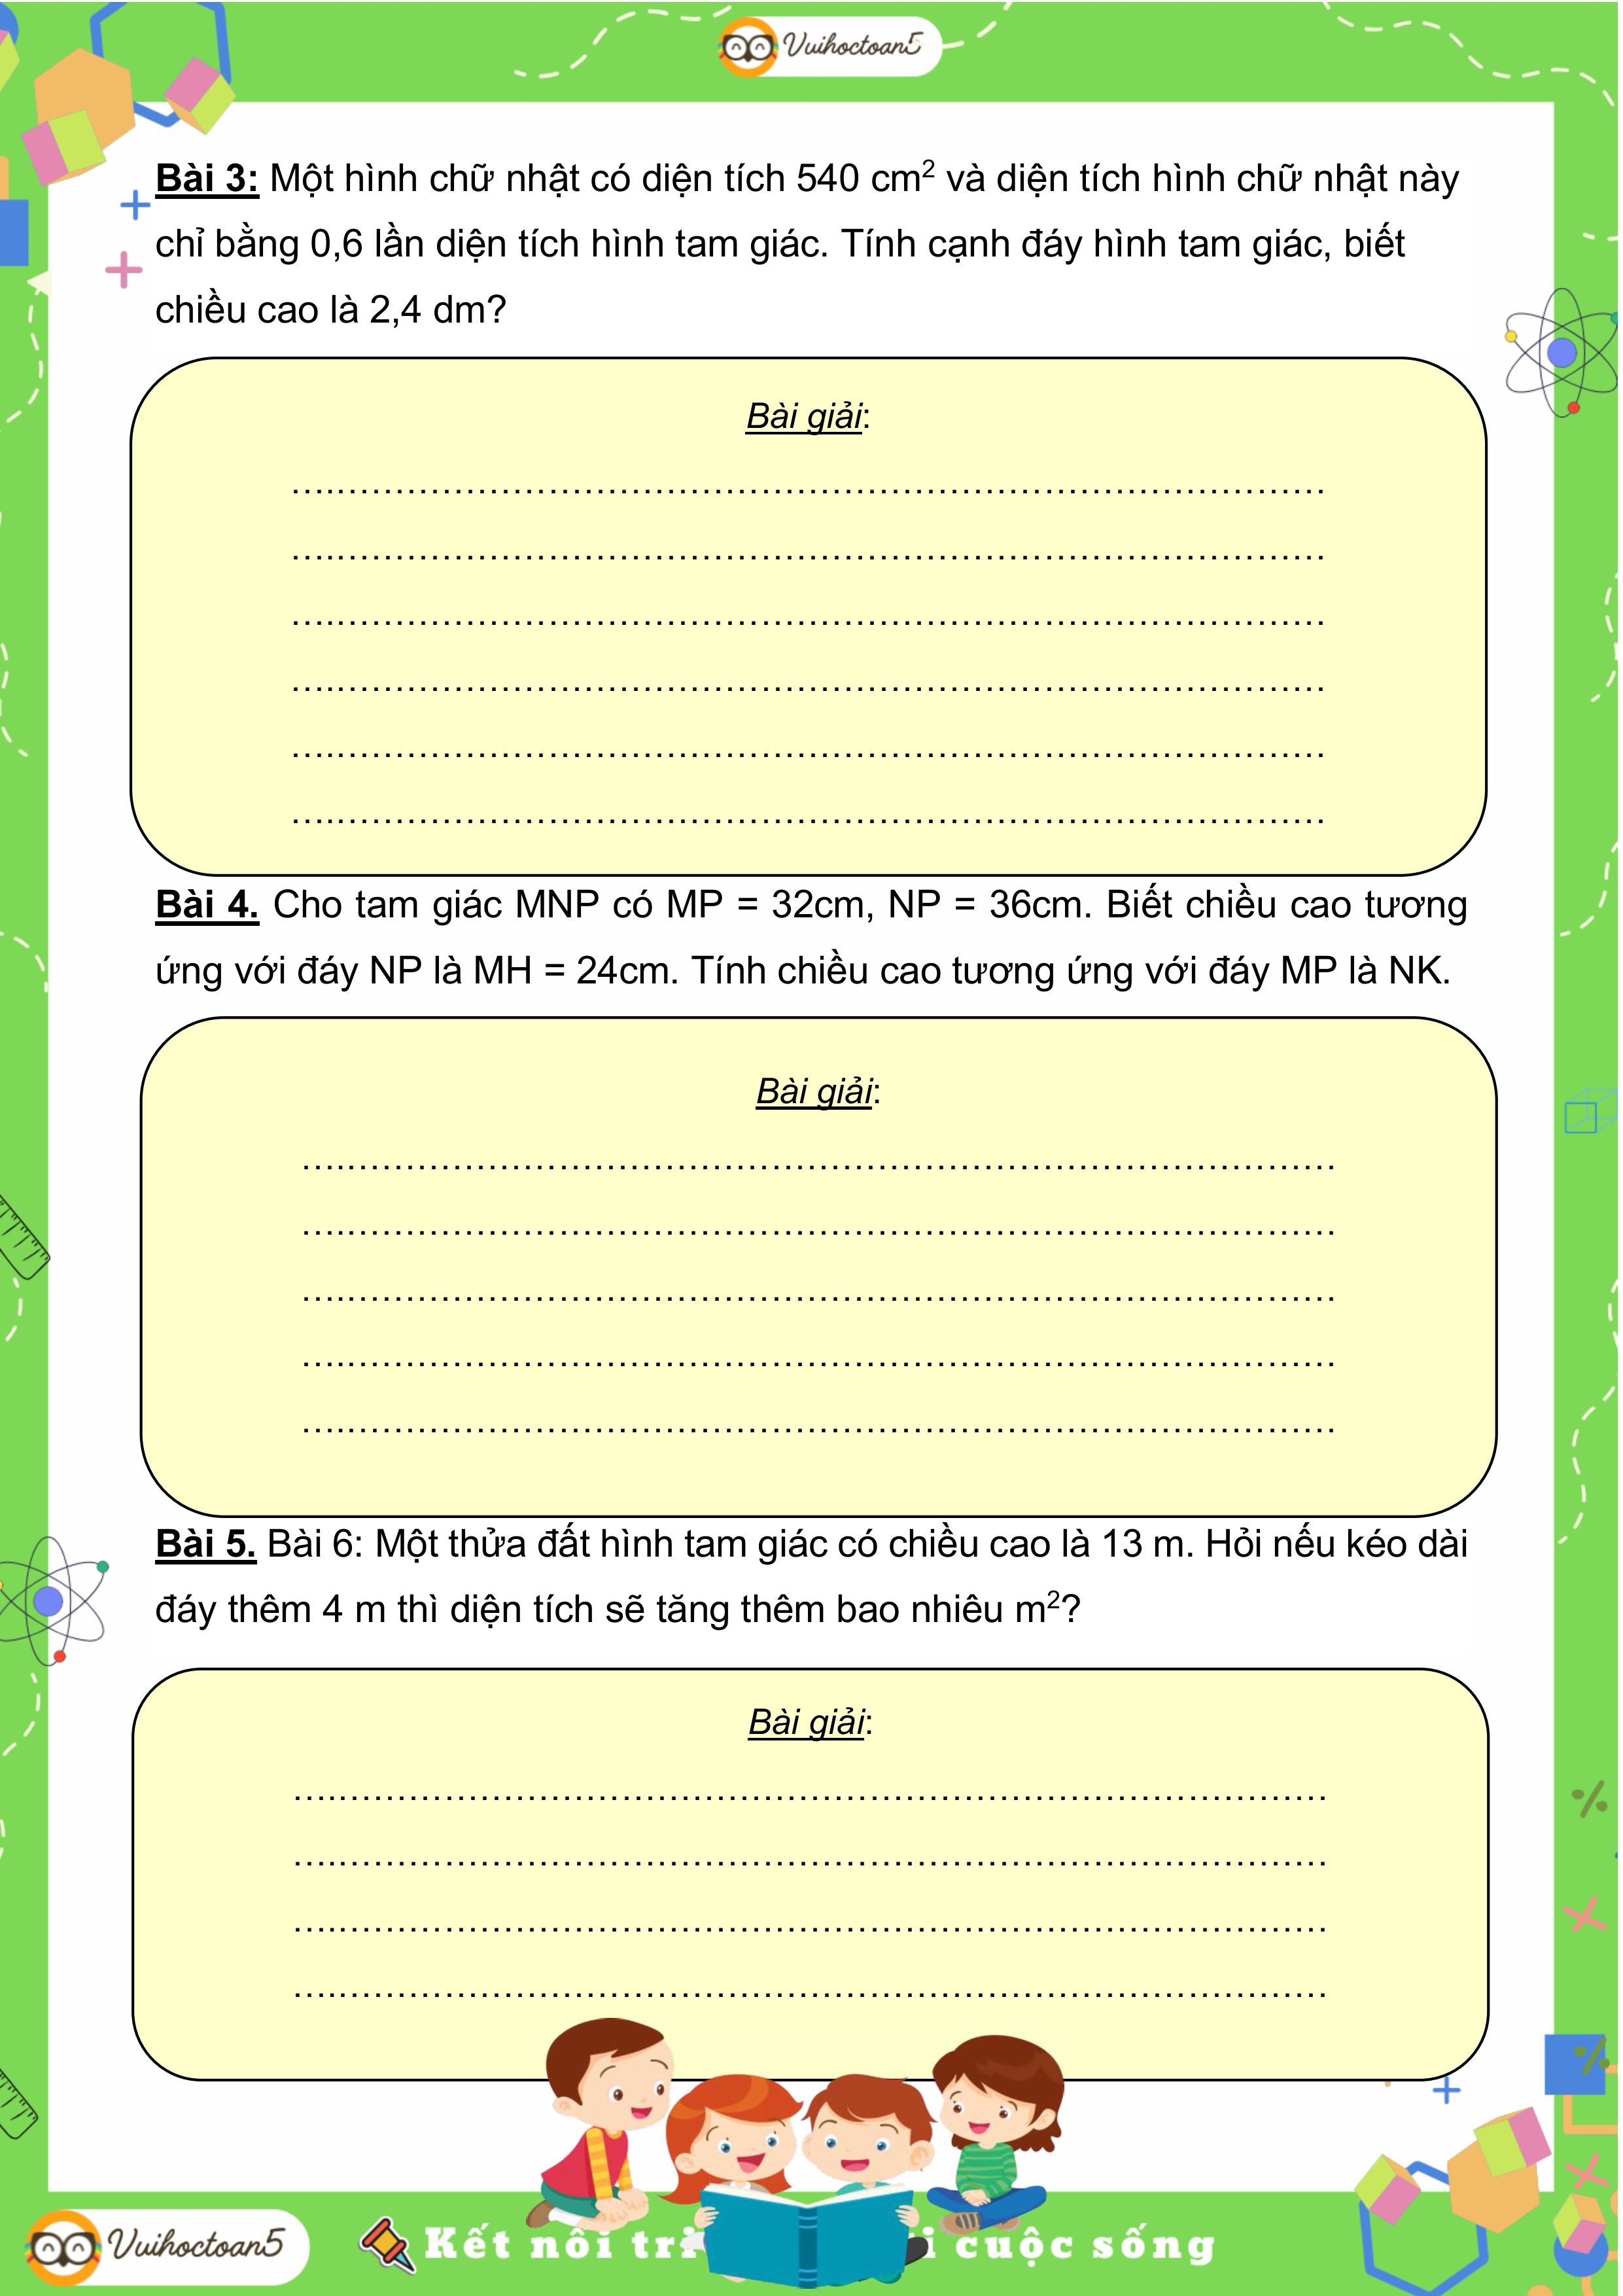 Vuihoctoan5
Bài 3: Một hình chữ nhật có diện tích 540 cm² và diện tích hình chữ nhật này
chỉ bằng 0,6 lần diện tích hình tam giác. Tính cạnh đáy hình tam giác, biết
chiều cao là 2,4 dm?
Bài giải:
Bài 4. Cho tam giác MNP có MP = 32cm, NP = 36cm. Biết chiều cao tương
ứng với đáy NP là MH = 24cm. Tính chiều cao tương ứng với đáy MP là NK.
Bài giải:
Bài 5. Bài 6: Một thửa đất hình tam giác có chiều cao là 13 m. Hỏi nếu kéo dài
đáy thêm 4 m thì diện tích sẽ tăng thêm bao nhiêu m²?
Bài giải:
Vuihoctoan5
Kết nối tri cuộc sống